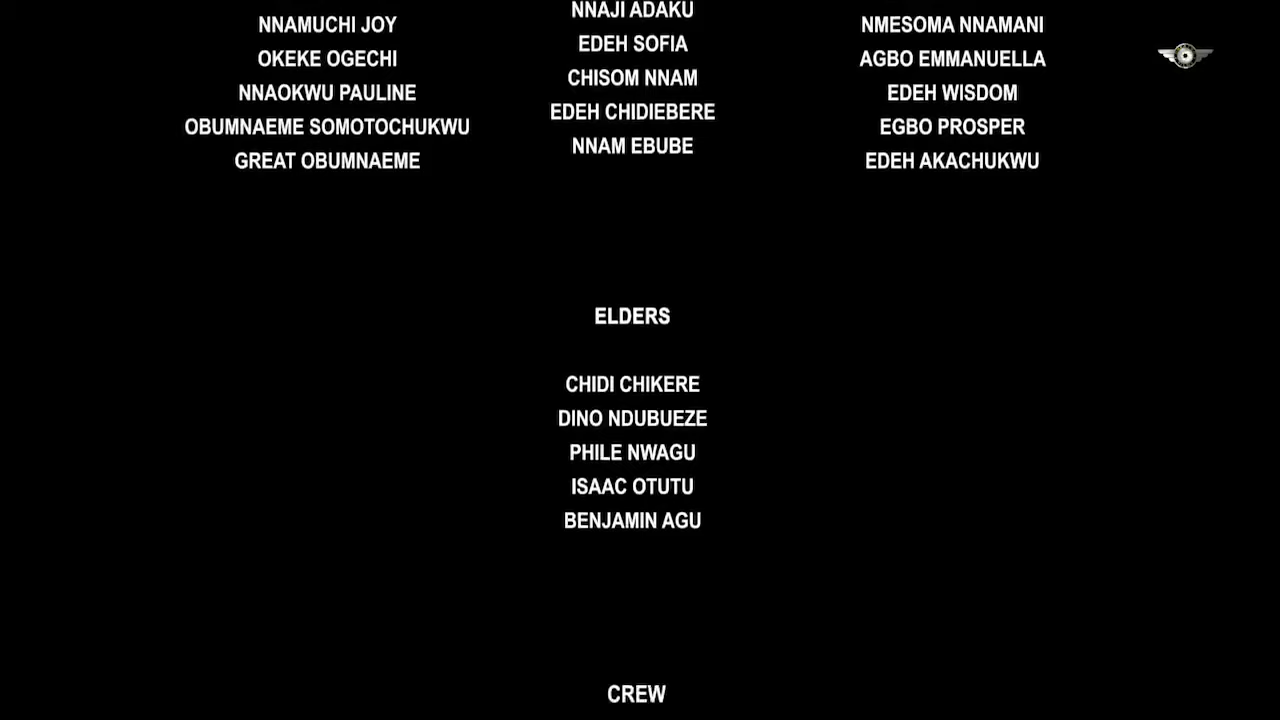 NNAMUCHI JOY
OKEKE OGECHI
NNAOKWU PAULINE
OBUMNAEME SOMOTOCHUKWU
GREAT OBUMNAEME
NNAJI ADAKU
EDEH SOFIA
CHISOM NNAM
EDEH CHIDIEBERE
NNAM EBUBE
NMESOMA NNAMANI
AGBO EMMANUELLA
EDEH WISDOM
EGBO PROSPER
EDEH AKACHUKWU
ELDERS
CHIDI CHIKERE
DINO NDUBUEZE
PHILE NWAGU
ISAAC OTUTU
BENJAMIN AGU
CREW